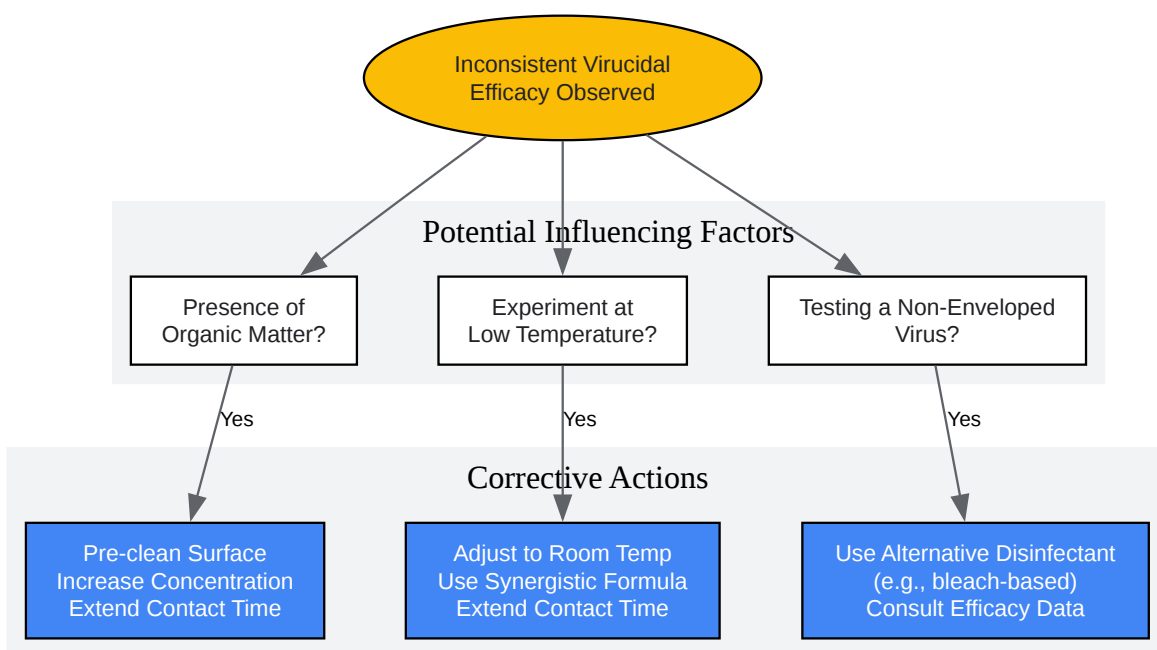 Inconsistent Virucidal
Efficacy Observed
Potential Influencing Factors
Presence of
Organic Matter?
Experiment at
Low Temperature?
Testing a Non-Enveloped
Virus?
Yes
Yes
Yes
Corrective Actions
Pre-clean Surface
Increase Concentration
Extend Contact Time
Adjust to Room Temp
Use Synergistic Formula
Extend Contact Time
Use Alternative Disinfectant
(e.g., bleach-based)
Consult Efficacy Data